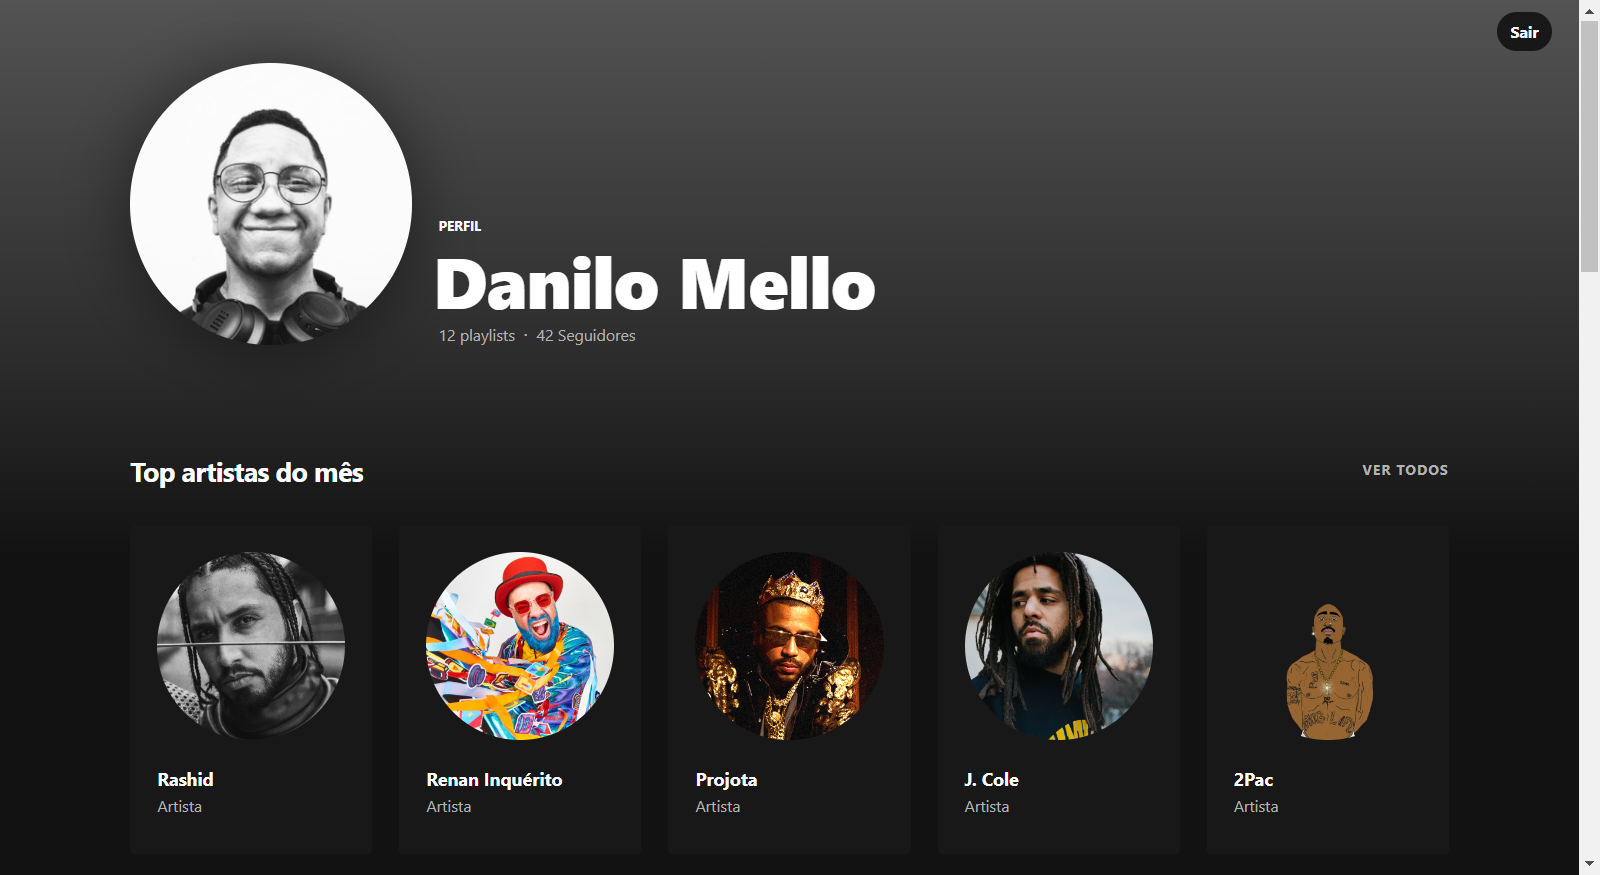 Sair
PERFIL
Danilo Mello
12 playlists · 42 Seguidores
Top artistas do mês
VER TODOS
Rashid
Artista
Renan Inquérito
Artista
Projota
Artista
J. Cole
Artista
2Pac
Artista